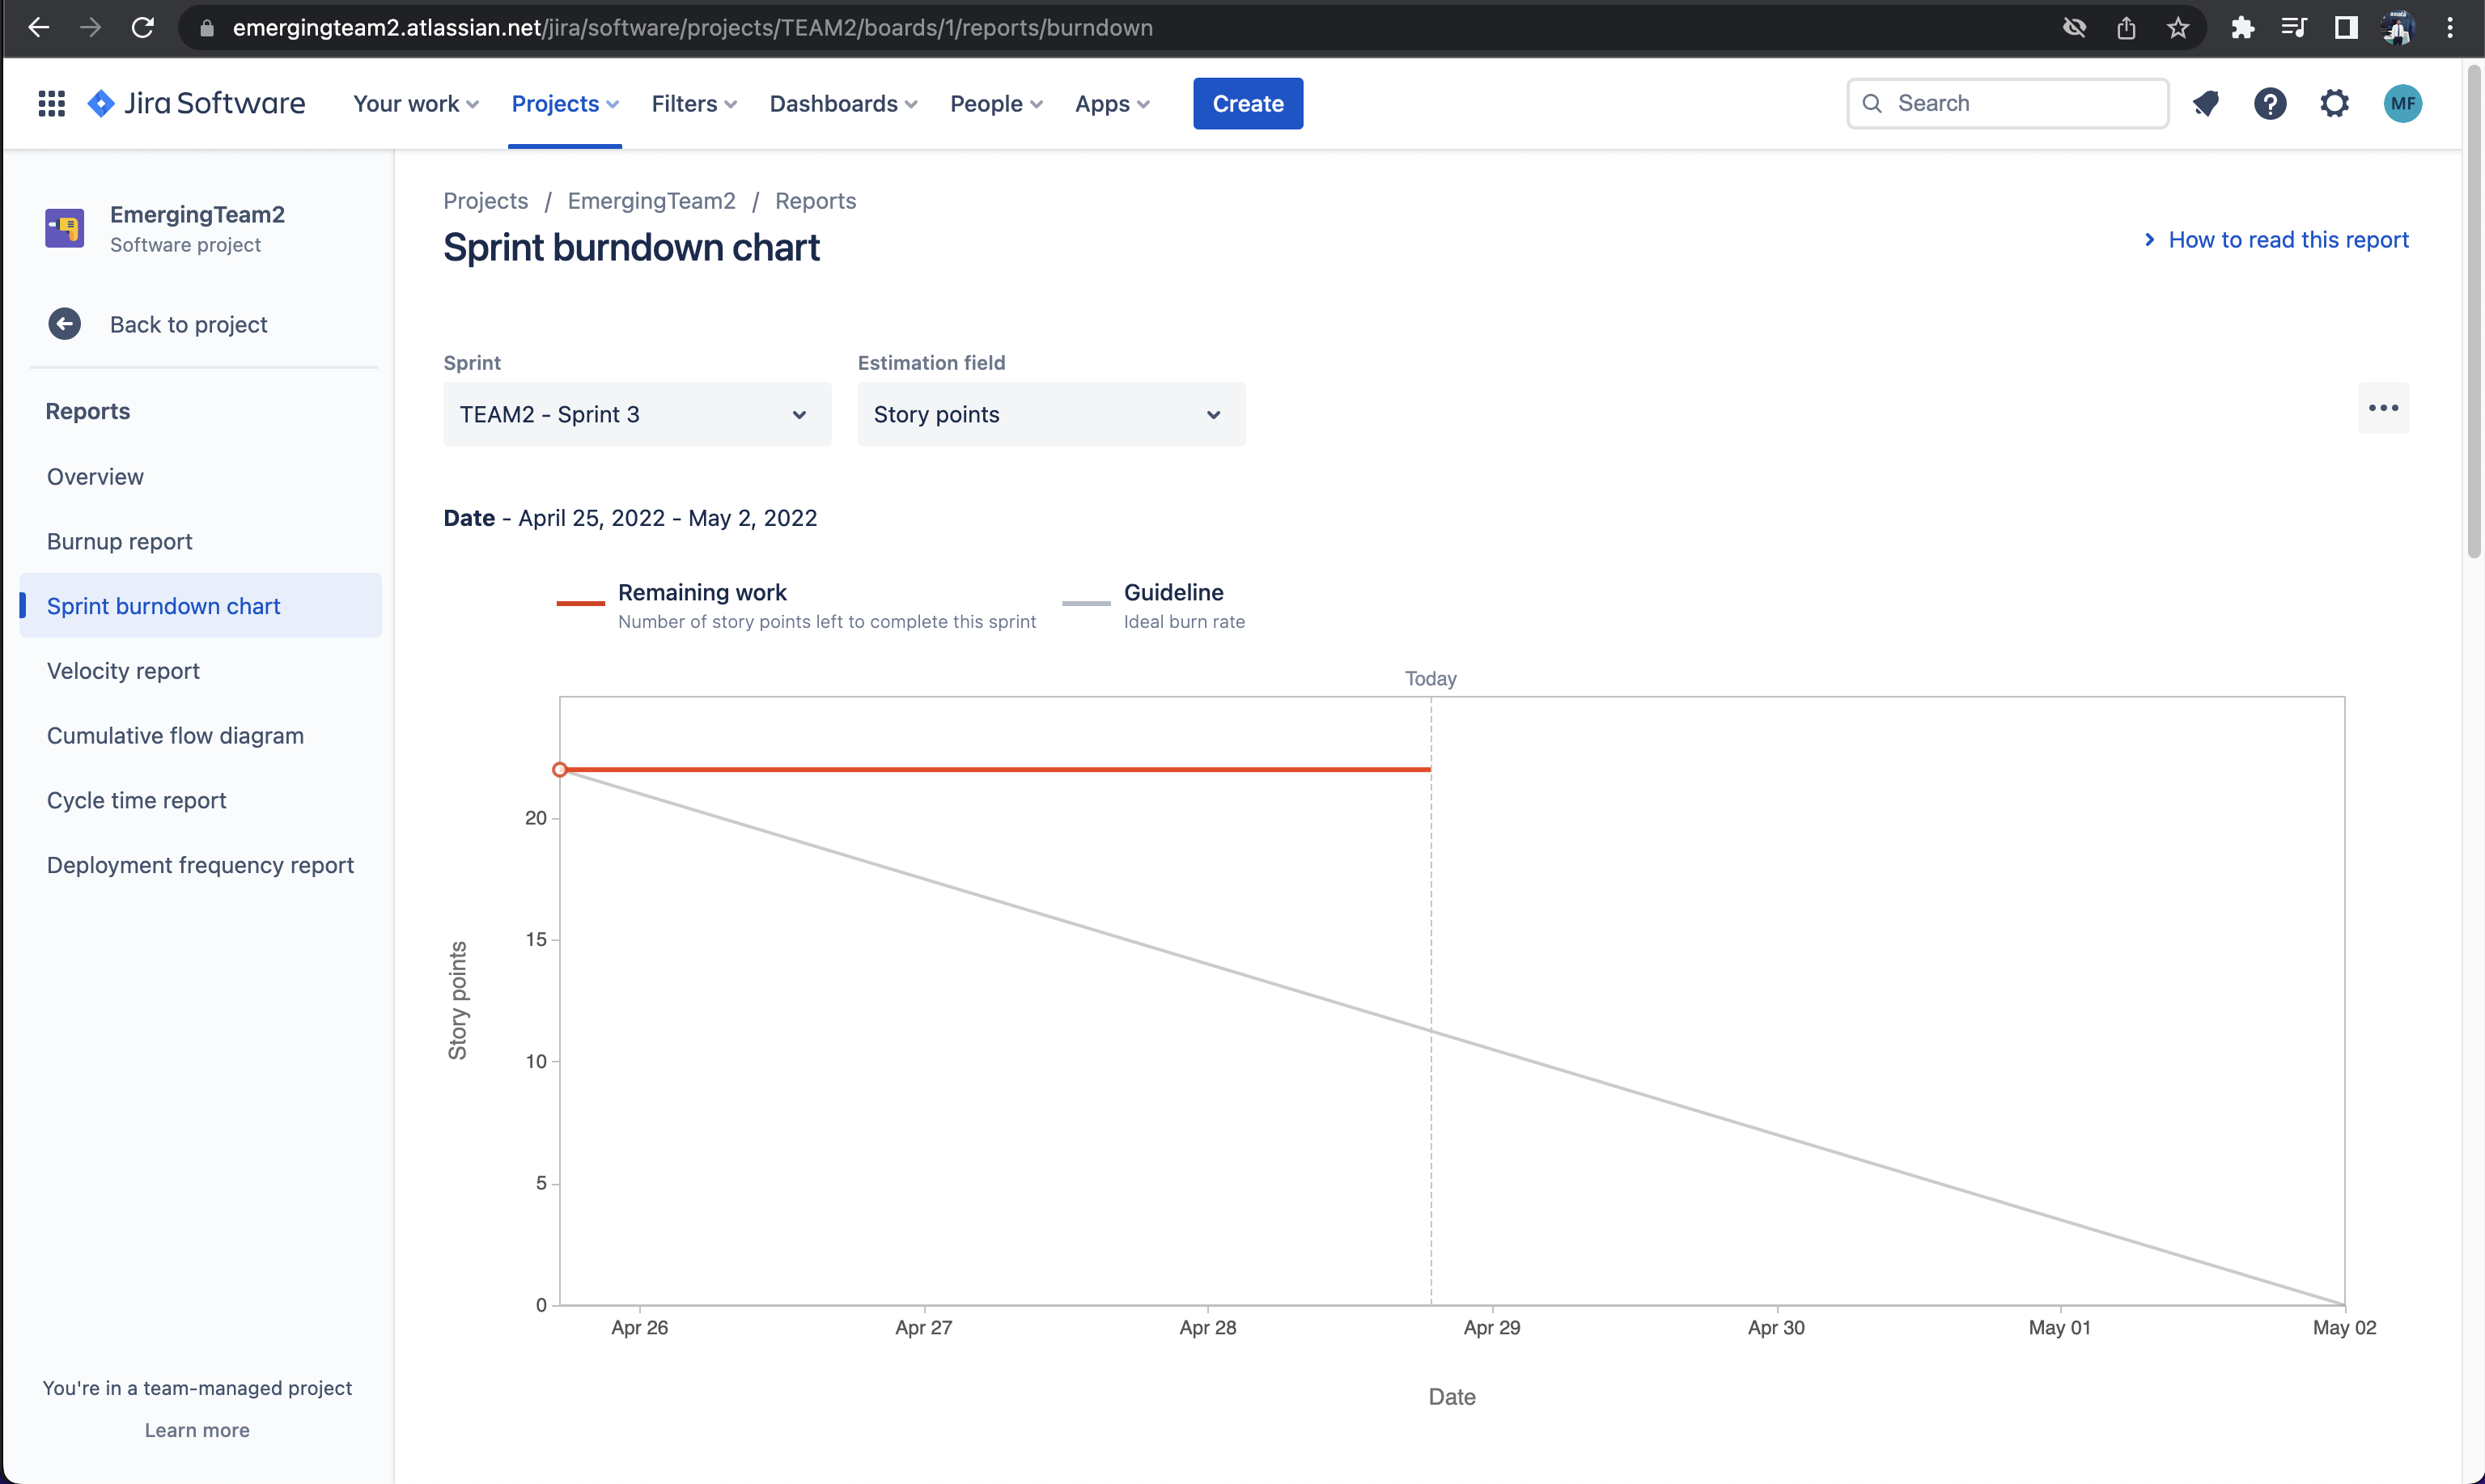 emergingteam2.atlassian.net/jira/software/projects/TEAM2/boards/1/reports/burndown
Jira Software Your work Projects Filters Dashboards People Apps Create Search MF
EmergingTeam2
Software project
Back to project
Reports
Overview
Burnup report
Sprint burndown chart
Velocity report
Cumulative flow diagram
Cycle time report
Deployment frequency report
You're in a team-managed project
Learn more
Projects / EmergingTeam2 / Reports
Sprint burndown chart
How to read this report
Sprint Estimation field
TEAM2 - Sprint 3 Story points
Date - April 25, 2022 - May 2, 2022
Remaining work Guideline
Number of story points left to complete this sprint Ideal burn rate
Today
Story points
20
15
10
5
0
Apr 26 Apr 27 Apr 28 Apr 29 Apr 30 May 01 May 02
Date